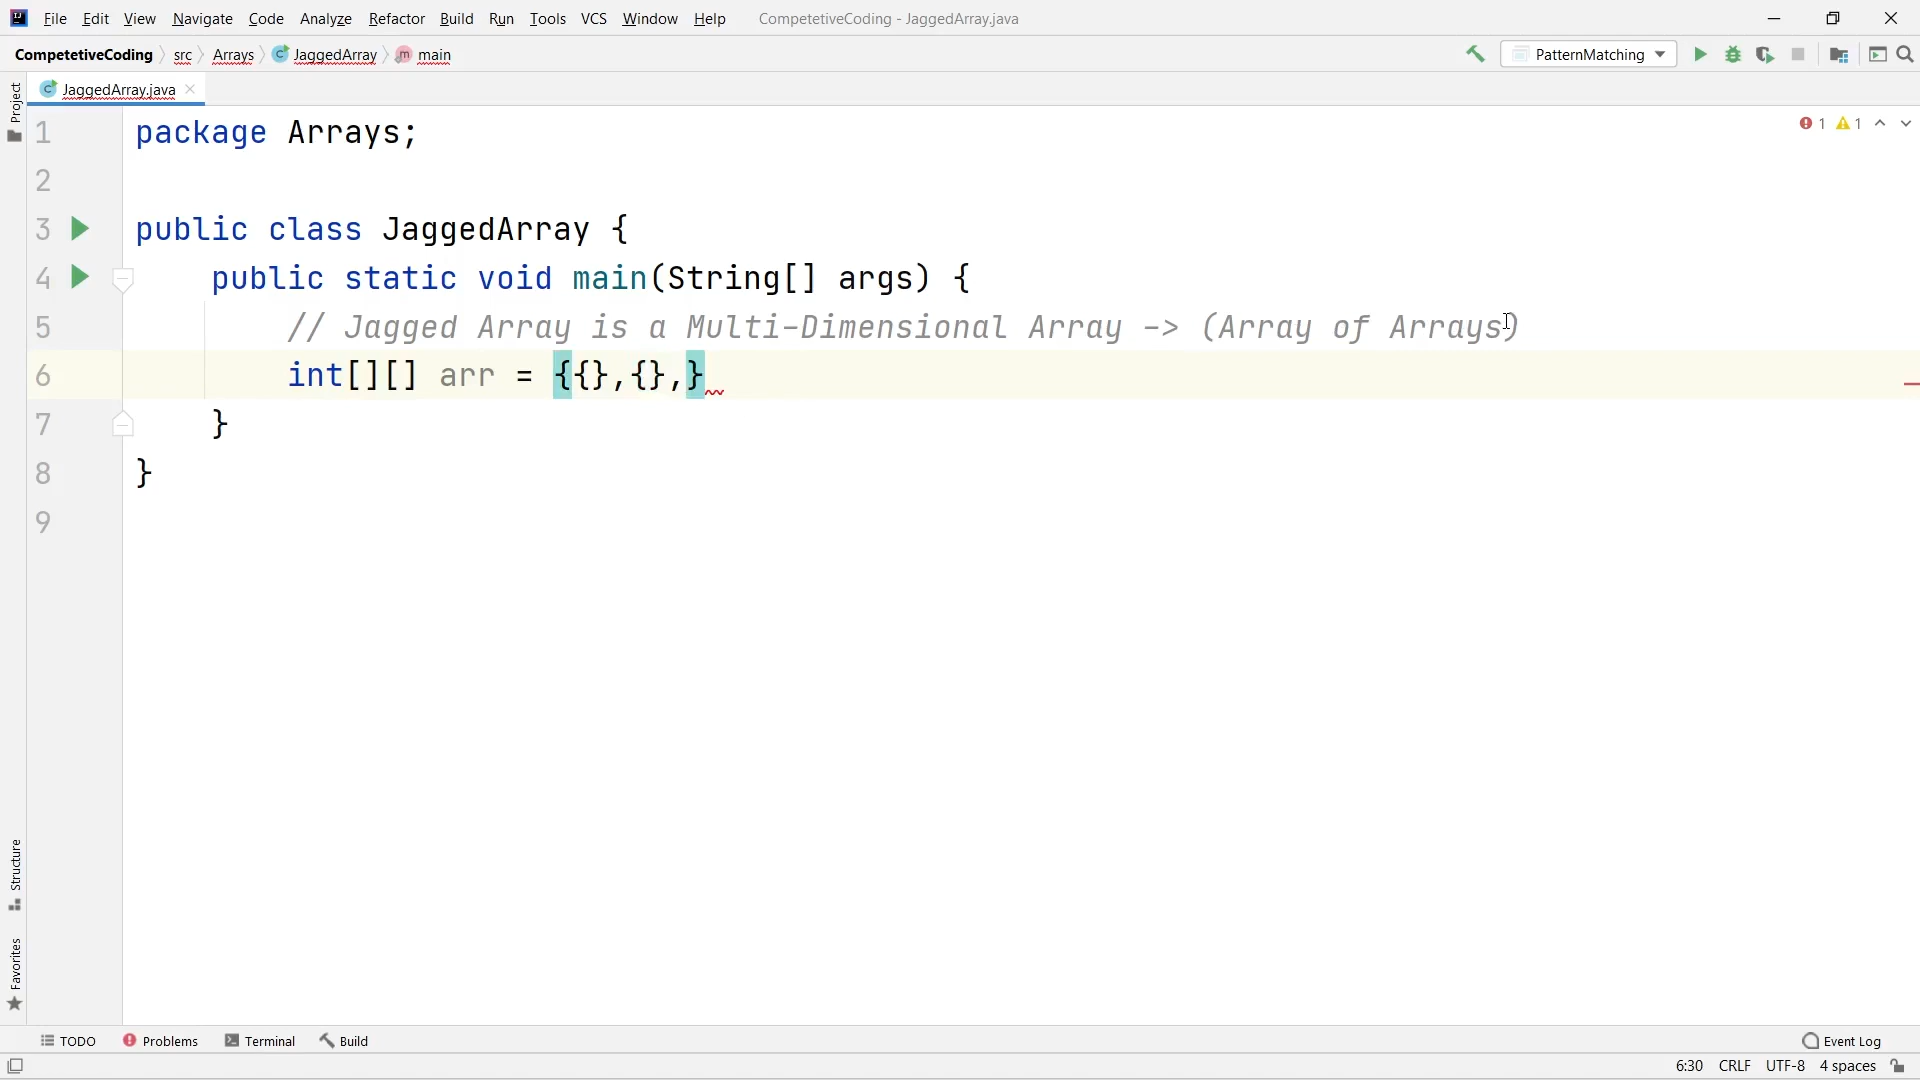 File Edit View Navigate Code Analyze Refactor Build Run Tools VCS Window Help CompetetiveCoding - JaggedArray.java
CompetetiveCoding src Arrays JaggedArray main PatternMatching
JaggedArray.java
Project
1 package Arrays;
1 1
2
3 public class JaggedArray {
4 public static void main(String[] args) {
5 // Jagged Array is a Multi-Dimensional Array -> (Array of Arrays)
6 int[][] arr = {{},{},}
7 }
8 }
9
Structure
Favorites
TODO Problems Terminal Build Event Log
6:30 CRLF UTF-8 4 spaces